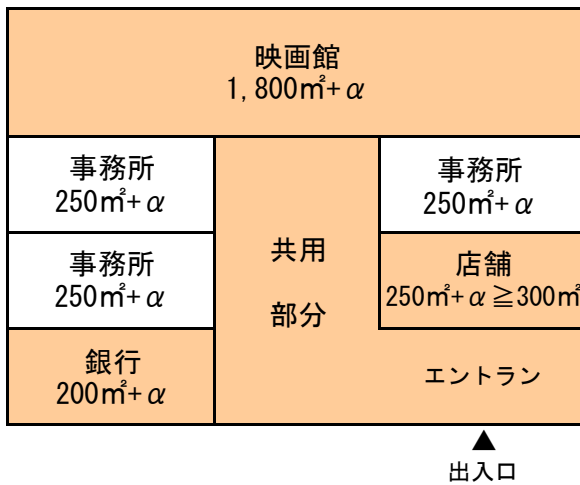 映画館
1,800㎡+α
事務所
250㎡+α
事務所
250㎡+α
共用
部分
事務所
250㎡+α
店舗
250㎡+α≧300㎡
銀行
200㎡+α
エントラン
▲
出入口